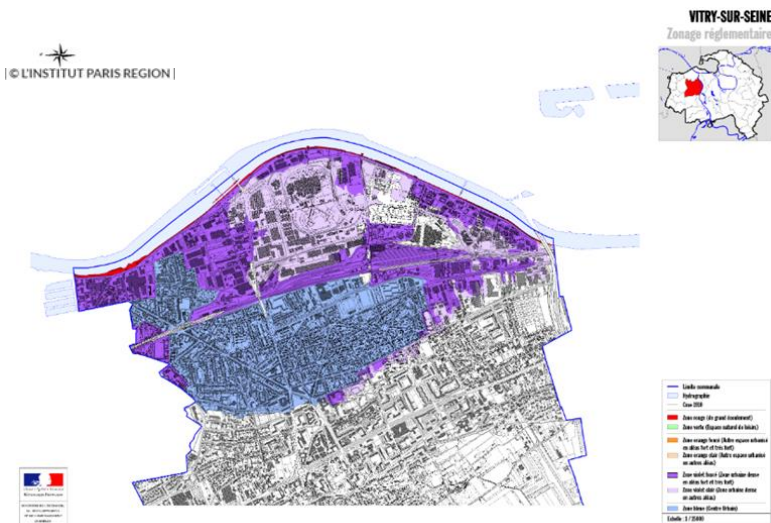 VITRY-SUR-SEINE
Zonage réglementaire
| © L'INSTITUT PARIS REGION |
Limite communale
Hydrographie
Zone rouge (de grand écoulement)
Zone verte (Espace naturel de loisirs)
Zone orange foncé (Autre espace urbanisé
en aléas fort et très fort)
Zone orange clair (Autre espace urbanisé
en autres aléas)
Zone violet foncé (Zone urbaine dense
en aléas fort et très fort)
Zone violet clair (Zone urbaine dense
en autres aléas)
Zone bleue (Centre Urbain)